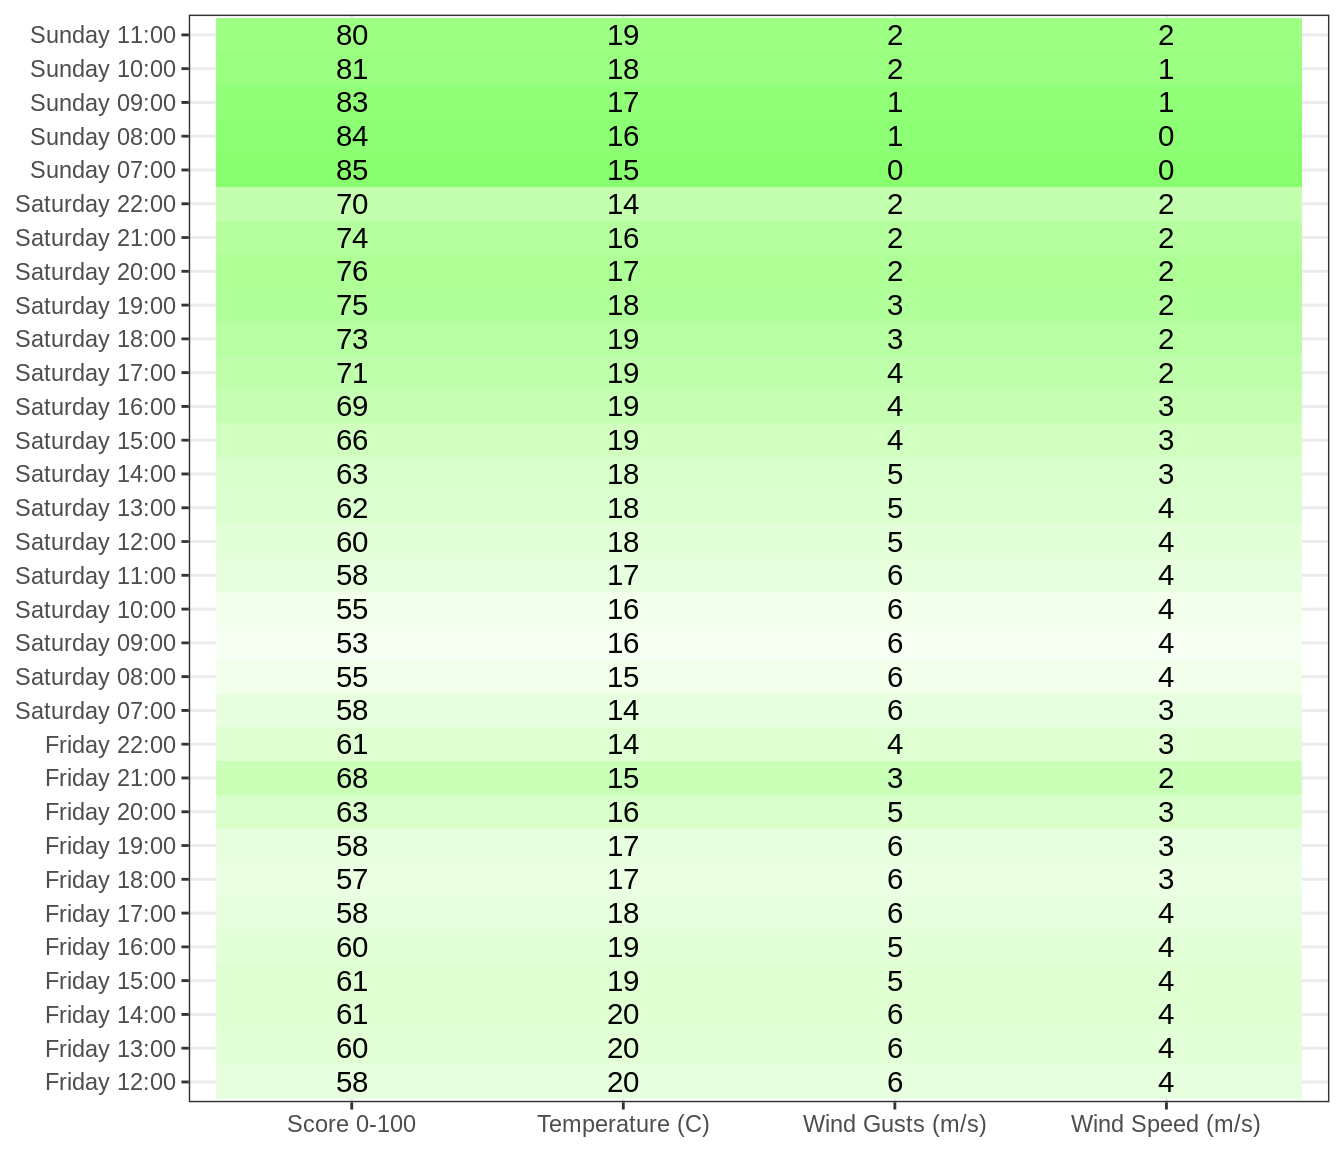 Sunday 11:00 80 19 2 2
Sunday 10:00 81 18 2 1
Sunday 09:00 83 17 1 1
Sunday 08:00 84 16 1 0
Sunday 07:00 85 15 0 0
Saturday 22:00 70 14 2 2
Saturday 21:00 74 16 2 2
Saturday 20:00 76 17 2 2
Saturday 19:00 75 18 3 2
Saturday 18:00 73 19 3 2
Saturday 17:00 71 19 4 2
Saturday 16:00 69 19 4 3
Saturday 15:00 66 19 4 3
Saturday 14:00 63 18 5 3
Saturday 13:00 62 18 5 4
Saturday 12:00 60 18 5 4
Saturday 11:00 58 17 6 4
Saturday 10:00 55 16 6 4
Saturday 09:00 53 16 6 4
Saturday 08:00 55 15 6 4
Saturday 07:00 58 14 6 3
Friday 22:00 61 14 4 3
Friday 21:00 68 15 3 2
Friday 20:00 63 16 5 3
Friday 19:00 58 17 6 3
Friday 18:00 57 17 6 3
Friday 17:00 58 18 6 4
Friday 16:00 60 19 5 4
Friday 15:00 61 19 5 4
Friday 14:00 61 20 6 4
Friday 13:00 60 20 6 4
Friday 12:00 58 20 6 4
Score 0-100 Temperature (C) Wind Gusts (m/s) Wind Speed (m/s)